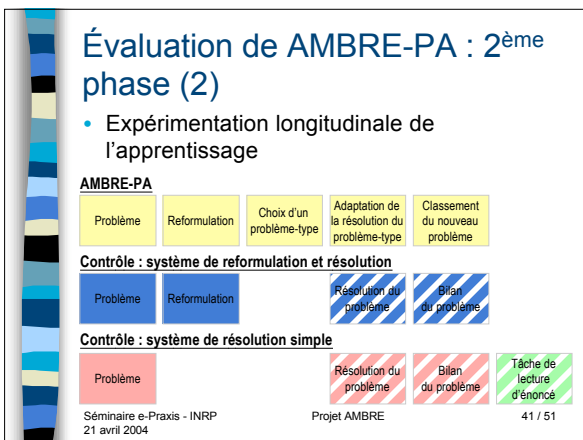 Évaluation de AMBRE-PA : 2ème
phase (2)
• Expérimentation longitudinale de
l'apprentissage
AMBRE-PA
Problème
Reformulation
Choix d'un
problème-type
Adaptation de
la résolution du
problème-type
Classement
du nouveau
problème
Contrôle : système de reformulation et résolution
Problème
Reformulation
Résolution du
problème
Bilan
du problème
Contrôle : système de résolution simple
Problème
Résolution du
problème
Bilan
du problème
Tâche de
lecture
d'énoncé
Séminaire e-Praxis - INRP
21 avril 2004
Projet AMBRE
41 / 51